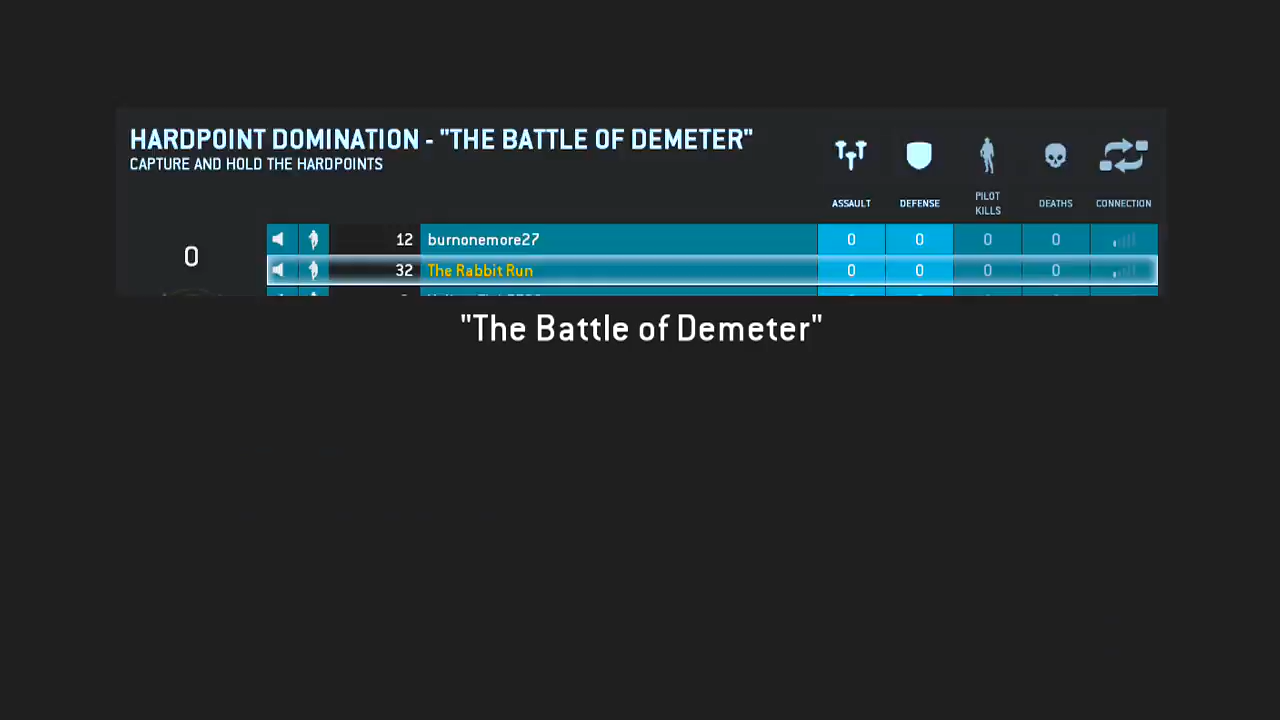 HARDPOINT DOMINATION - "THE BATTLE OF DEMETER"
CAPTURE AND HOLD THE HARDPOINTS
ASSAULT DEFENSE PILOT KILLS DEATHS CONNECTION
0
12 burnonemore27 0 0 0 0
32 The Rabbit Run 0 0 0 0
"The Battle of Demeter"